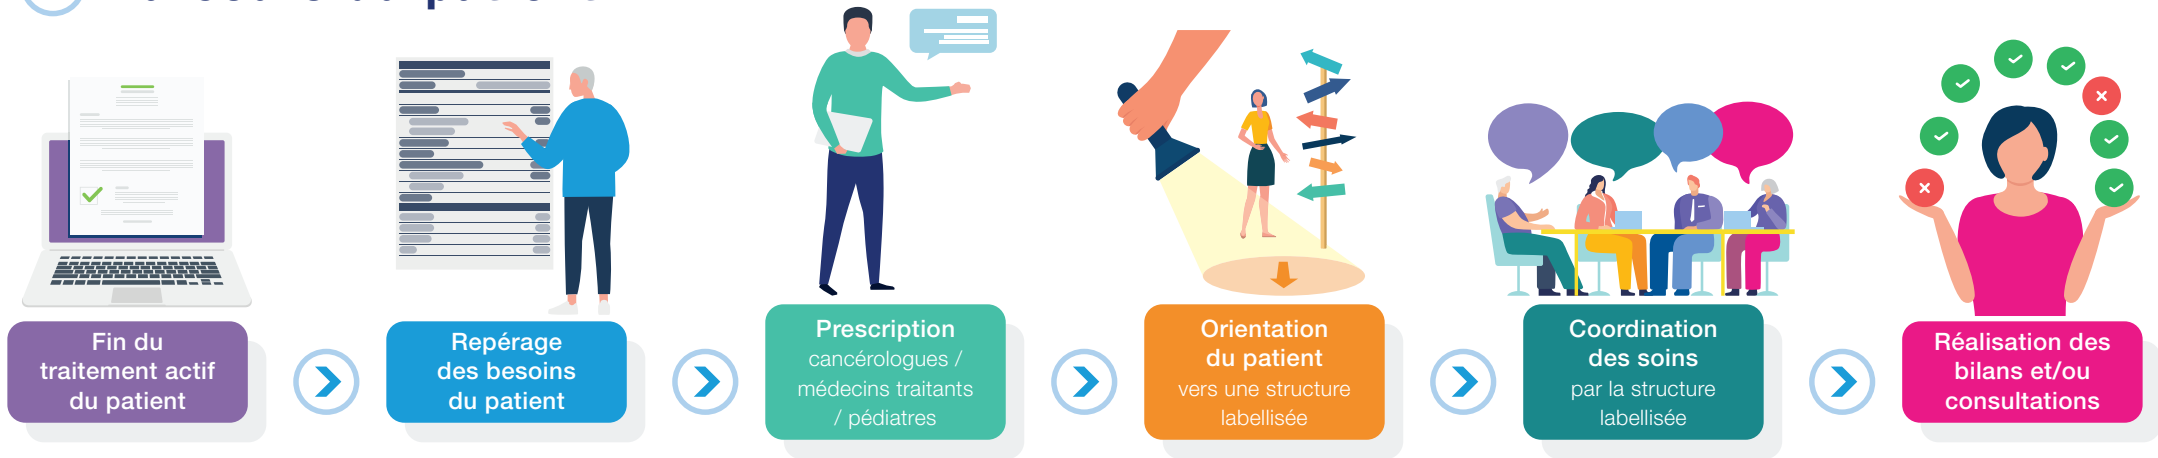 Fin du
traitement actif
du patient
Repérage
des besoins
du patient
Prescription
cancérologues /
médecins traitants
/ pédiatres
Orientation
du patient
vers une structure
labellisée
Coordination
des soins
par la structure
labellisée
Réalisation des
bilans et/ou
consultations